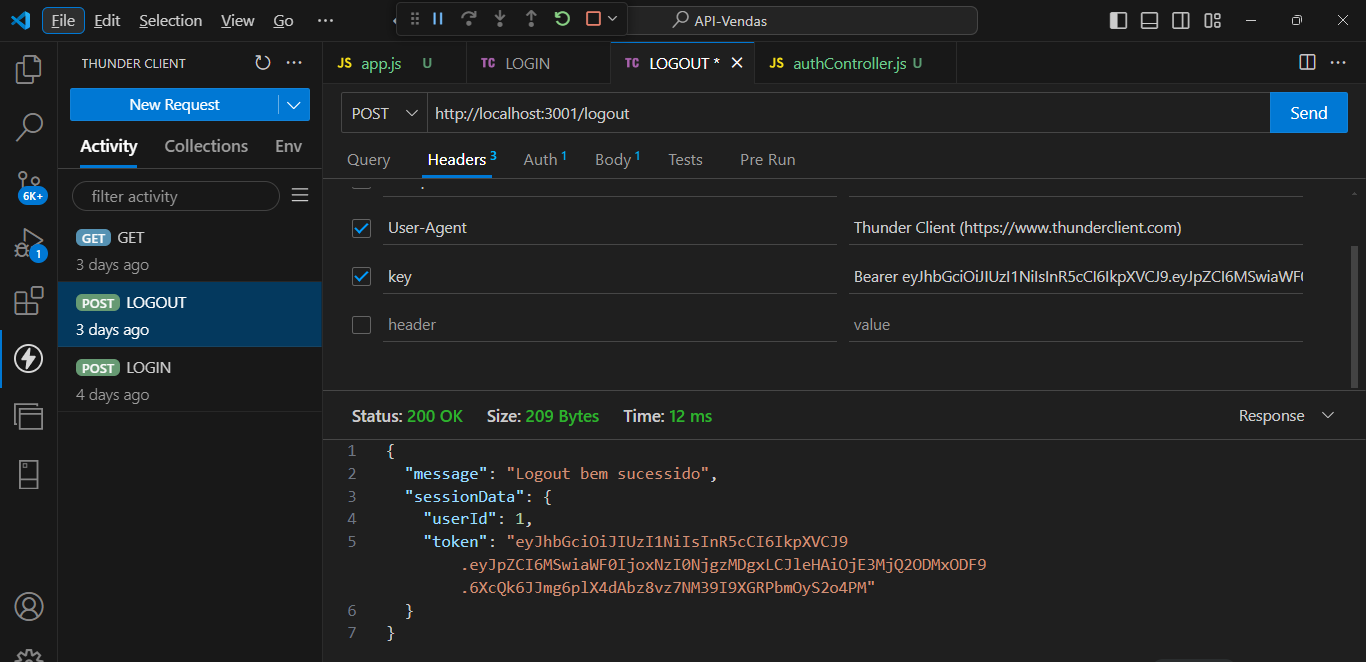 File Edit Selection View Go ··· API-Vendas
THUNDER CLIENT ···
JS app.js U TC LOGIN TC LOGOUT * JS authController.js U ···
New Request
POST http://localhost:3001/logout Send
Activity Collections Env
Query Headers 3 Auth 1 Body 1 Tests Pre Run
6K+
filter activity
User-Agent Thunder Client (https://www.thunderclient.com)
GET GET
1
3 days ago
key Bearer eyJhbGciOiJIUzI1NiIsInR5cCI6IkpXVCJ9.eyJpZCI6MSwiaWF0
POST LOGOUT
3 days ago
header value
POST LOGIN
4 days ago
Status: 200 OK Size: 209 Bytes Time: 12 ms Response
1 {
2 "message": "Logout bem sucessido",
3 "sessionData": {
4 "userId": 1,
5 "token": "eyJhbGciOiJIUzI1NiIsInR5cCI6IkpXVCJ9
.eyJpZCI6MSwiaWF0IjoxNzI0NjgzMDgxLCJleHAiOjE3MjQ2ODMxODF9
.6XcQk6JJmg6plX4dAbz8vz7NM39I9XGRPbmOyS2o4PM"
6 }
7 }